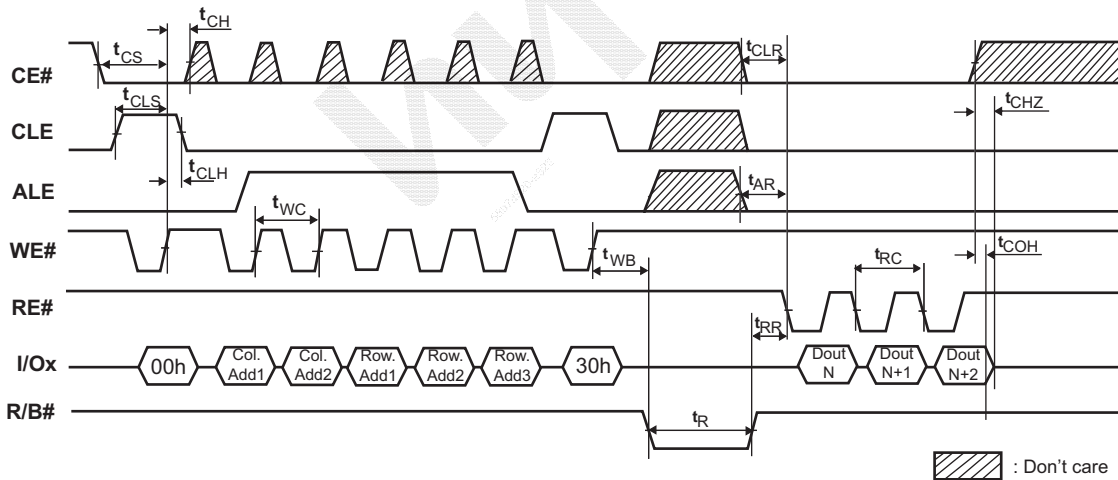 tCH
tCS
tCLR
CE#
tCLS
tCHZ
CLE
tCLH
tAR
ALE
tWC
WE#
tCOH
tWB
tRC
RE#
tRR
I/Ox
00h
Col. Add1
Col. Add2
Row. Add1
Row. Add2
Row. Add3
30h
Dout N
Dout N+1
Dout N+2
R/B#
tR
: Don't care